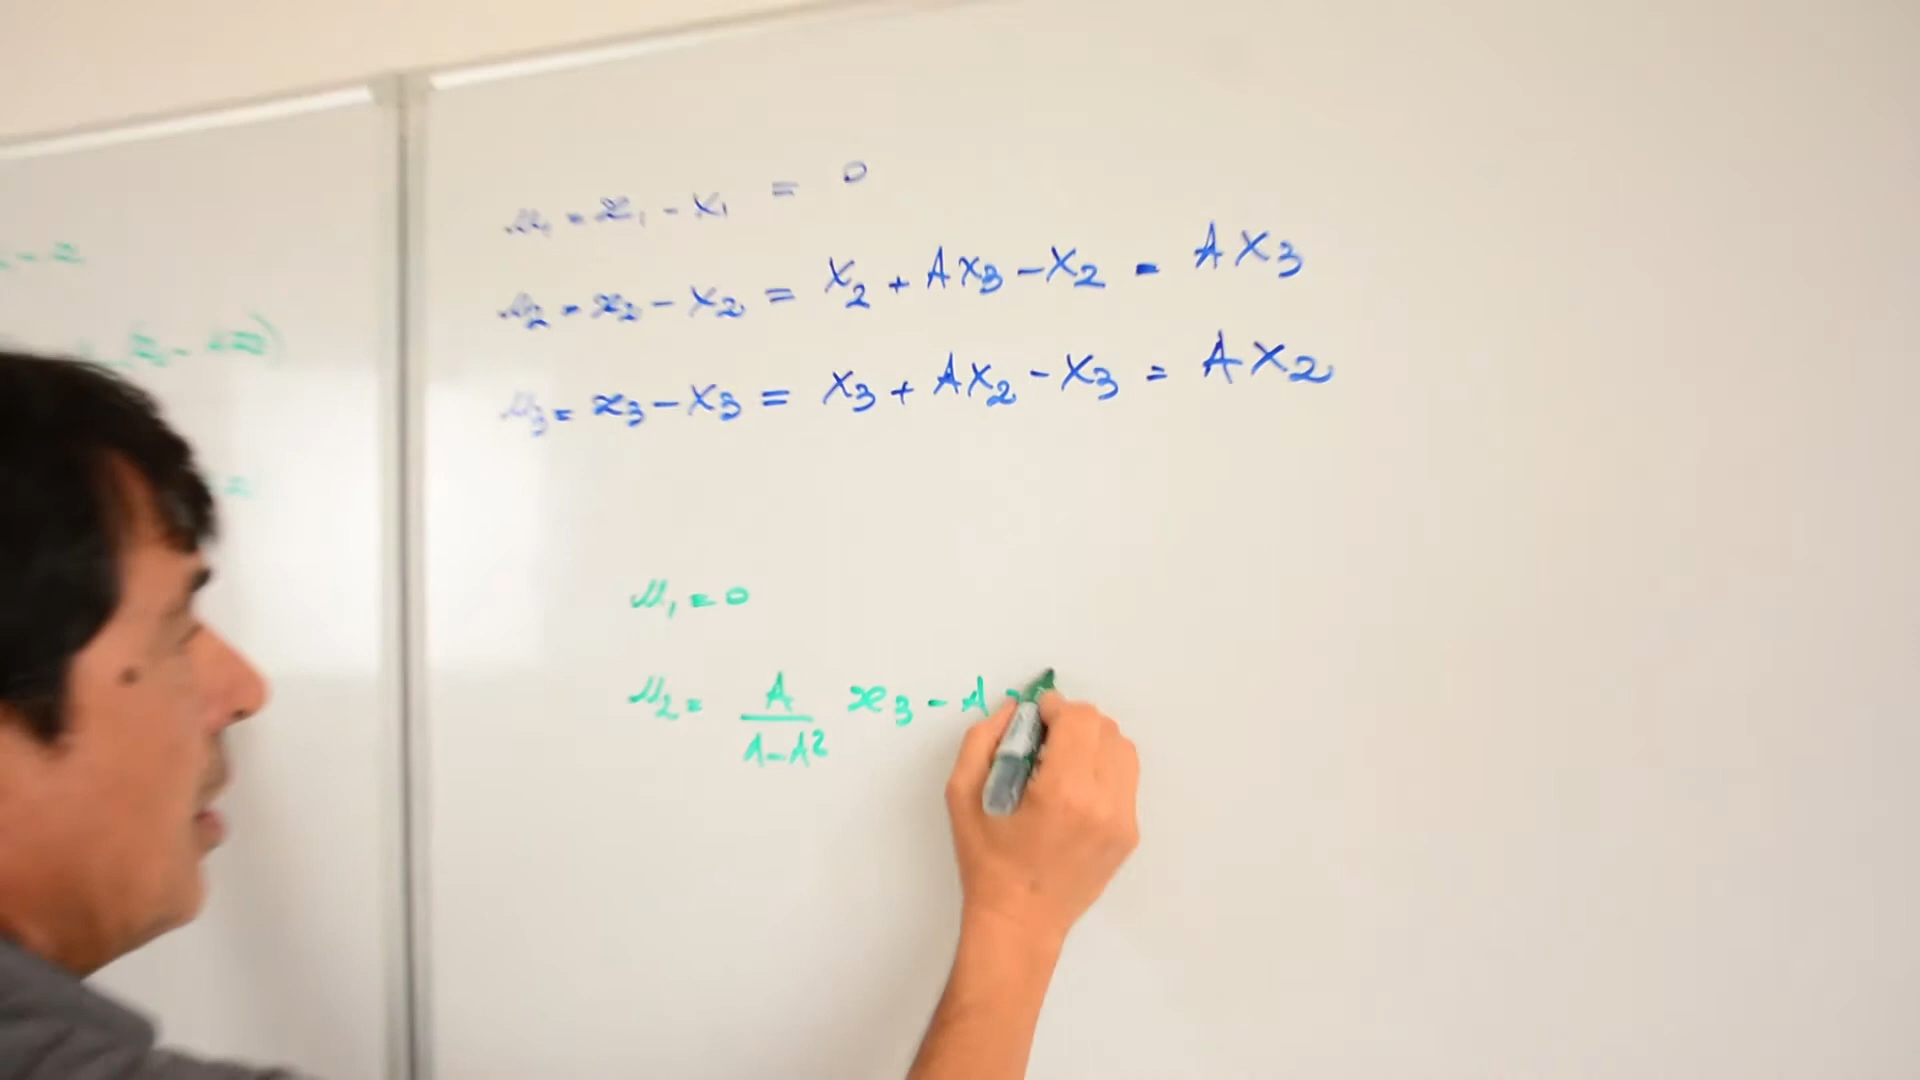 u₁ = x₁ - X₁ = 0
u₂ = x₂ - X₂ = X₂ + AX₃ - X₂ = AX₃
u₃ = x₃ - X₃ = X₃ + AX₂ - X₃ = AX₂
u₁ = 0
u₂ = A/(1-A²) x₃ - A